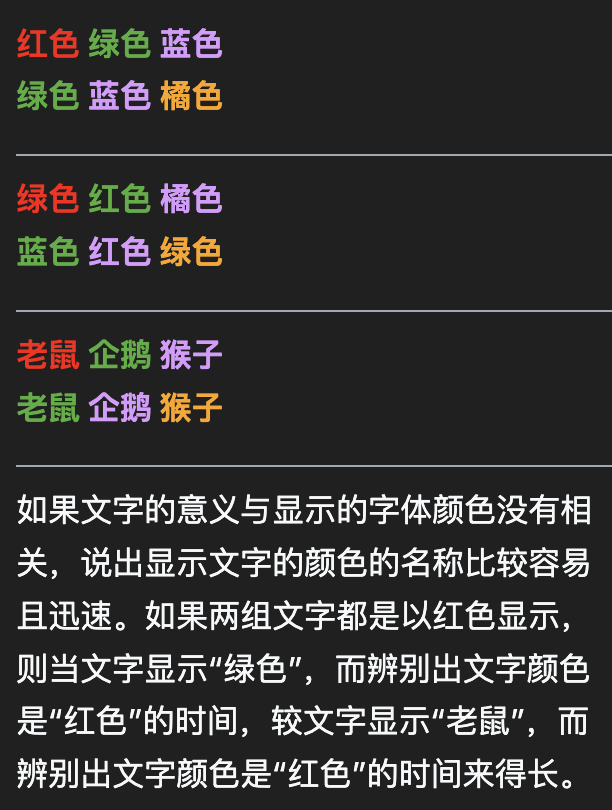 红色 绿色 蓝色
绿色 蓝色 橘色
绿色 红色 橘色
蓝色 红色 绿色
老鼠 企鹅 猴子
老鼠 企鹅 猴子
如果文字的意义与显示的字体颜色没有相
关，说出显示文字的颜色的名称比较容易
且迅速。如果两组文字都是以红色显示，
则当文字显示“绿色”，而辨别出文字颜色
是“红色”的时间，较文字显示“老鼠”，而
辨别出文字颜色是“红色”的时间来得长。